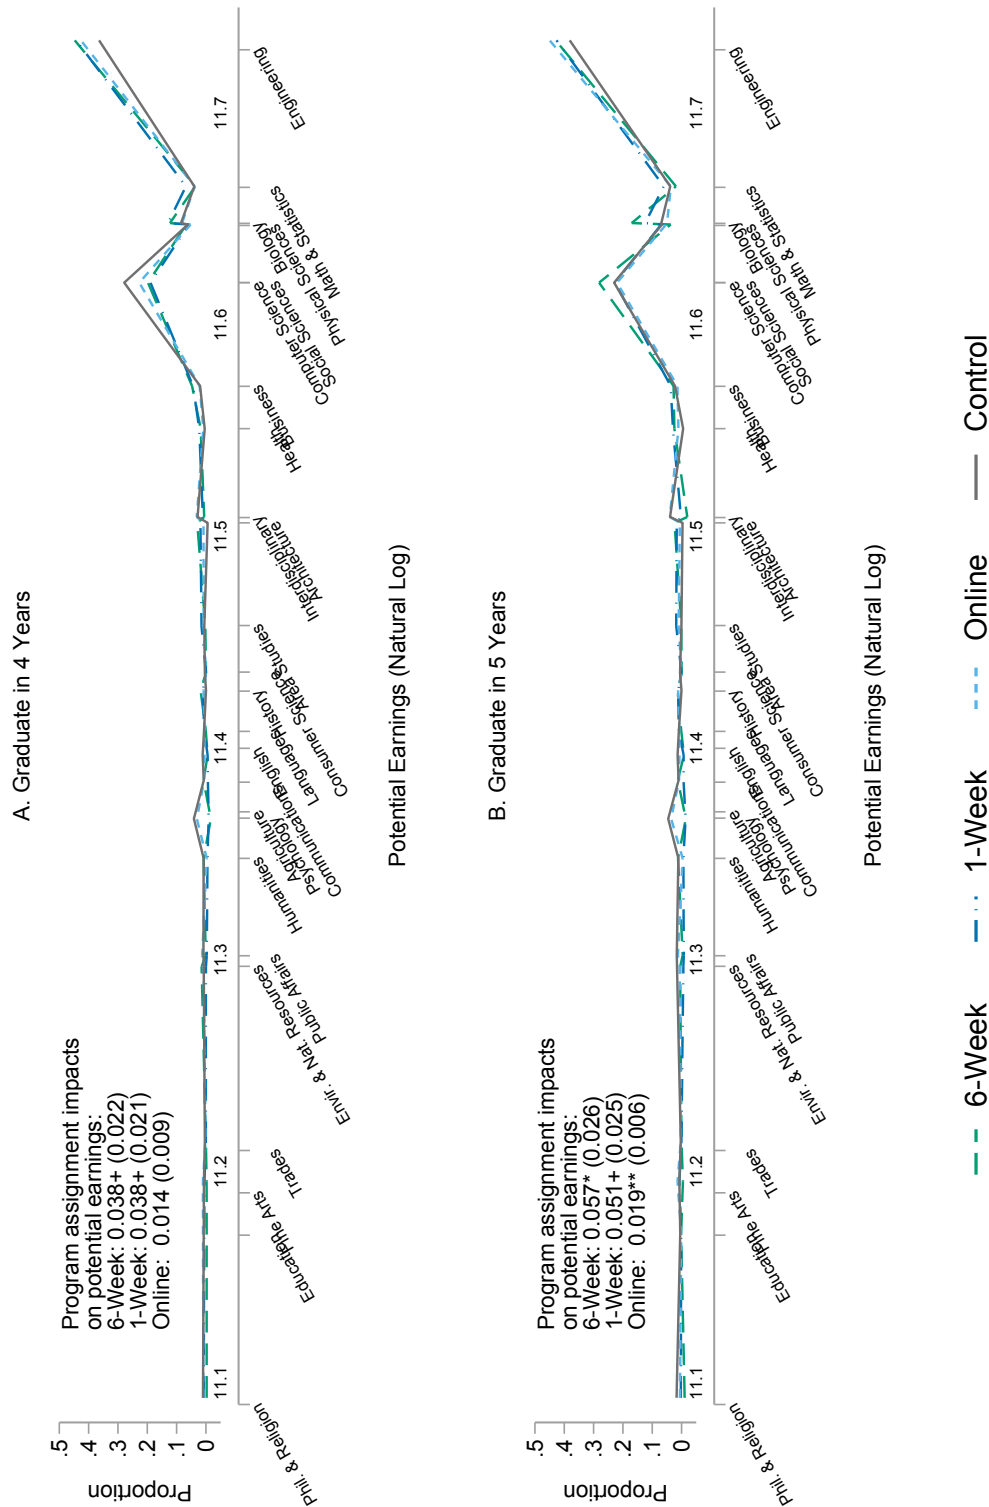 A. Graduate in 4 Years
Program assignment impacts
on potential earnings:
6-Week: 0.038+ (0.022)
1-Week: 0.038+ (0.021)
Online: 0.014 (0.009)
Proportion
.5
.4
.3
.2
.1
0
11.1
11.2
11.3
11.4
11.5
11.6
11.7
Phil. & Religion
Education
Fine Arts
Trades
Envir. & Nat. Resources
Public Affairs
Humanities
Agriculture
Psychology
Communications
English
Languages
History
Consumer Science
Area Studies
Interdisciplinary
Architecture
Health
Business
Computer Science
Social Sciences
Biology
Physical Sciences
Math & Statistics
Engineering
Potential Earnings (Natural Log)
B. Graduate in 5 Years
Program assignment impacts
on potential earnings:
6-Week: 0.057* (0.026)
1-Week: 0.051+ (0.025)
Online: 0.019** (0.006)
Proportion
.5
.4
.3
.2
.1
0
11.1
11.2
11.3
11.4
11.5
11.6
11.7
Phil. & Religion
Education
Fine Arts
Trades
Envir. & Nat. Resources
Public Affairs
Humanities
Agriculture
Psychology
Communications
English
Languages
History
Consumer Science
Area Studies
Interdisciplinary
Architecture
Health
Business
Computer Science
Social Sciences
Biology
Physical Sciences
Math & Statistics
Engineering
Potential Earnings (Natural Log)
6-Week
1-Week
Online
Control